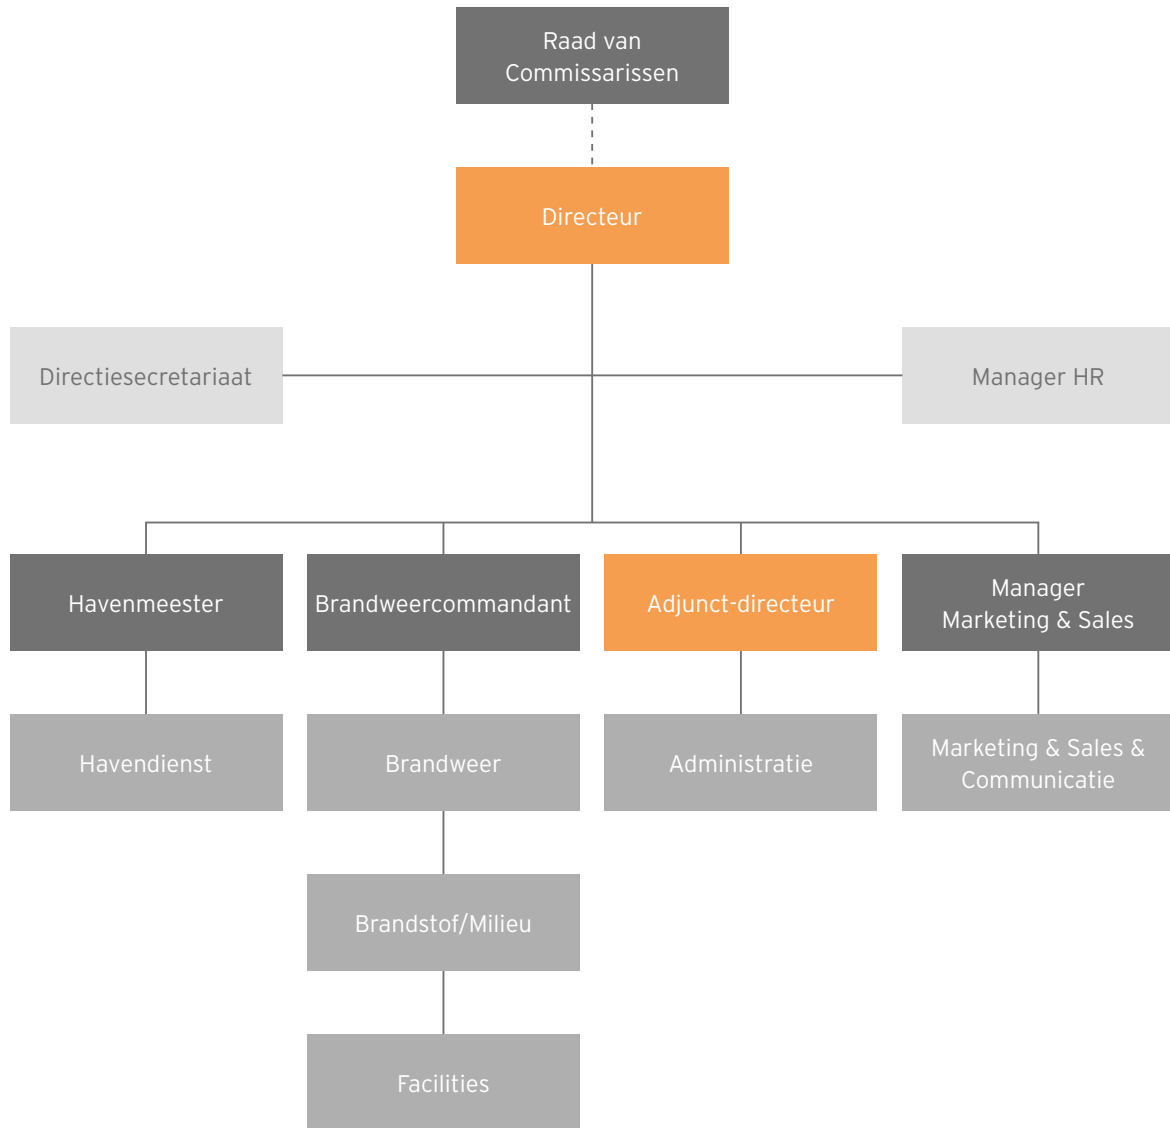 Raad van
Commissarissen
Directeur
Directiesecretariaat
Manager HR
Havenmeester
Brandweercommandant
Adjunct-directeur
Manager
Marketing & Sales
Havendienst
Brandweer
Administratie
Marketing & Sales &
Communicatie
Brandstof/Milieu
Facilities